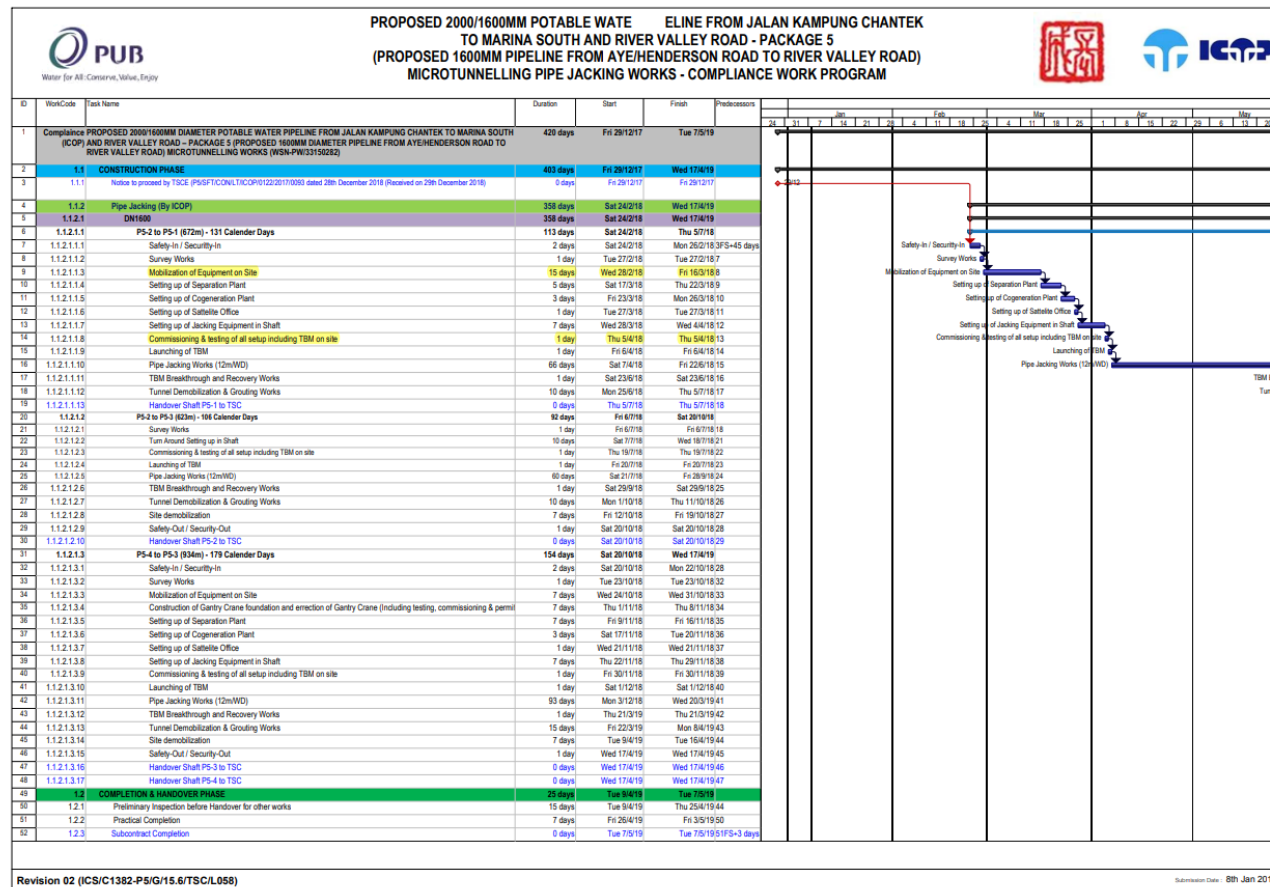 PUB
Water for All: Conserve, Value, Enjoy
PROPOSED 2000/1600MM POTABLE WATE ELINE FROM JALAN KAMPUNG CHANTEK
TO MARINA SOUTH AND RIVER VALLEY ROAD - PACKAGE 5
(PROPOSED 1600MM PIPELINE FROM AYE/HENDERSON ROAD TO RIVER VALLEY ROAD)
MICROTUNNELLING PIPE JACKING WORKS - COMPLIANCE WORK PROGRAM
ICOP
ID WorkCode Task Name Duration Start Finish Predecessors
Jan Feb Mar Apr May
24 31 7 14 21 28 4 11 18 25 4 11 18 25 1 8 15 22 29 6 13 20
1 Complaince PROPOSED 2000/1600MM DIAMETER POTABLE WATER PIPELINE FROM JALAN KAMPUNG CHANTEK TO MARINA SOUTH 420 days Fri 29/12/17 Tue 7/5/19
(ICOP) AND RIVER VALLEY ROAD – PACKAGE 5 (PROPOSED 1600MM DIAMETER PIPELINE FROM AYE/HENDERSON ROAD TO
RIVER VALLEY ROAD) MICROTUNNELLING WORKS (WSN-PW/33150282)
2 1.1 CONSTRUCTION PHASE 403 days Fri 29/12/17 Wed 17/4/19
3 1.1.1 Notice to proceed by TSCE (P5/SFT/CON/LT/ICOP/0122/2017/0093 dated 28th December 2018 (Received on 29th December 2018) 0 days Fri 29/12/17 Fri 29/12/17
29/12
4 1.1.2 Pipe Jacking (By ICOP) 358 days Sat 24/2/18 Wed 17/4/19
5 1.1.2.1 DN1600 358 days Sat 24/2/18 Wed 17/4/19
6 1.1.2.1.1 P5-2 to P5-1 (672m) - 131 Calender Days 113 days Sat 24/2/18 Thu 5/7/18
7 1.1.2.1.1.1 Safety-In / Securitty-In 2 days Sat 24/2/18 Mon 26/2/18 3FS+45 days Safety-In / Securitty-In
8 1.1.2.1.1.2 Survey Works 1 day Tue 27/2/18 Tue 27/2/18 7 Survey Works
9 1.1.2.1.1.3 Mobilization of Equipment on Site 15 days Wed 28/2/18 Fri 16/3/18 8 Mobilization of Equipment on Site
10 1.1.2.1.1.4 Setting up of Separation Plant 5 days Sat 17/3/18 Thu 22/3/18 9 Setting up of Separation Plant
11 1.1.2.1.1.5 Setting up of Cogeneration Plant 3 days Fri 23/3/18 Mon 26/3/18 10 Setting up of Cogeneration Plant
12 1.1.2.1.1.6 Setting up of Sattelite Office 1 day Tue 27/3/18 Tue 27/3/18 11 Setting up of Sattelite Office
13 1.1.2.1.1.7 Setting up of Jacking Equipment in Shaft 7 days Wed 28/3/18 Wed 4/4/18 12 Setting up of Jacking Equipment in Shaft
14 1.1.2.1.1.8 Commissioning & testing of all setup including TBM on site 1 day Thu 5/4/18 Thu 5/4/18 13 Commissioning & testing of all setup including TBM on site
15 1.1.2.1.1.9 Launching of TBM 1 day Fri 6/4/18 Fri 6/4/18 14 Launching of TBM
16 1.1.2.1.1.10 Pipe Jacking Works (12m/WD) 66 days Sat 7/4/18 Fri 22/6/18 15 Pipe Jacking Works (12m/WD)
17 1.1.2.1.1.11 TBM Breakthrough and Recovery Works 1 day Sat 23/6/18 Sat 23/6/18 16 TBM
18 1.1.2.1.1.12 Tunnel Demobilization & Grouting Works 10 days Mon 25/6/18 Thu 5/7/18 17 Tun
19 1.1.2.1.1.13 Handover Shaft P5-1 to TSC 0 days Thu 5/7/18 Thu 5/7/18 18
20 1.1.2.1.2 P5-2 to P5-3 (623m) - 106 Calender Days 92 days Fri 6/7/18 Sat 20/10/18
21 1.1.2.1.2.1 Survey Works 1 day Fri 6/7/18 Fri 6/7/18 18
22 1.1.2.1.2.2 Turn Around Setting up in Shaft 10 days Sat 7/7/18 Wed 18/7/18 21
23 1.1.2.1.2.3 Commissioning & testing of all setup including TBM on site 1 day Thu 19/7/18 Thu 19/7/18 22
24 1.1.2.1.2.4 Launching of TBM 1 day Fri 20/7/18 Fri 20/7/18 23
25 1.1.2.1.2.5 Pipe Jacking Works (12m/WD) 60 days Sat 21/7/18 Fri 28/9/18 24
26 1.1.2.1.2.6 TBM Breakthrough and Recovery Works 1 day Sat 29/9/18 Sat 29/9/18 25
27 1.1.2.1.2.7 Tunnel Demobilization & Grouting Works 10 days Mon 1/10/18 Thu 11/10/18 26
28 1.1.2.1.2.8 Site demobilization 7 days Fri 12/10/18 Fri 19/10/18 27
29 1.1.2.1.2.9 Safety-Out / Security-Out 1 day Sat 20/10/18 Sat 20/10/18 28
30 1.1.2.1.2.10 Handover Shaft P5-2 to TSC 0 days Sat 20/10/18 Sat 20/10/18 29
31 1.1.2.1.3 P5-4 to P5-3 (934m) - 179 Calender Days 154 days Sat 20/10/18 Wed 17/4/19
32 1.1.2.1.3.1 Safety-In / Securitty-In 2 days Sat 20/10/18 Mon 22/10/18 28
33 1.1.2.1.3.2 Survey Works 1 day Tue 23/10/18 Tue 23/10/18 32
34 1.1.2.1.3.3 Mobilization of Equipment on Site 7 days Wed 24/10/18 Wed 31/10/18 33
35 1.1.2.1.3.4 Construction of Gantry Crane foundation and errection of Gantry Crane (Including testing, commissioning & permit 7 days Thu 1/11/18 Thu 8/11/18 34
36 1.1.2.1.3.5 Setting up of Separation Plant 7 days Fri 9/11/18 Fri 16/11/18 35
37 1.1.2.1.3.6 Setting up of Cogeneration Plant 3 days Sat 17/11/18 Tue 20/11/18 36
38 1.1.2.1.3.7 Setting up of Sattelite Office 1 day Wed 21/11/18 Wed 21/11/18 37
39 1.1.2.1.3.8 Setting up of Jacking Equipment in Shaft 7 days Thu 22/11/18 Thu 29/11/18 38
40 1.1.2.1.3.9 Commissioning & testing of all setup including TBM on site 1 day Fri 30/11/18 Fri 30/11/18 39
41 1.1.2.1.3.10 Launching of TBM 1 day Sat 1/12/18 Sat 1/12/18 40
42 1.1.2.1.3.11 Pipe Jacking Works (12m/WD) 93 days Mon 3/12/18 Wed 20/3/19 41
43 1.1.2.1.3.12 TBM Breakthrough and Recovery Works 1 day Thu 21/3/19 Thu 21/3/19 42
44 1.1.2.1.3.13 Tunnel Demobilization & Grouting Works 15 days Fri 22/3/19 Mon 8/4/19 43
45 1.1.2.1.3.14 Site demobilization 7 days Tue 9/4/19 Tue 16/4/19 44
46 1.1.2.1.3.15 Safety-Out / Security-Out 1 day Wed 17/4/19 Wed 17/4/19 45
47 1.1.2.1.3.16 Handover Shaft P5-3 to TSC 0 days Wed 17/4/19 Wed 17/4/19 46
48 1.1.2.1.3.17 Handover Shaft P5-4 to TSC 0 days Wed 17/4/19 Wed 17/4/19 47
49 1.2 COMPLETION & HANDOVER PHASE 25 days Tue 9/4/19 Tue 7/5/19
50 1.2.1 Preliminary Inspection before Handover for other works 15 days Tue 9/4/19 Thu 25/4/19 44
51 1.2.2 Practical Completion 7 days Fri 26/4/19 Fri 3/5/19 50
52 1.2.3 Subcontract Completion 0 days Tue 7/5/19 Tue 7/5/19 51FS+3 days
Revision 02 (ICS/C1382-P5/G/15.6/TSC/L058)
Submission Date : 8th Jan 201